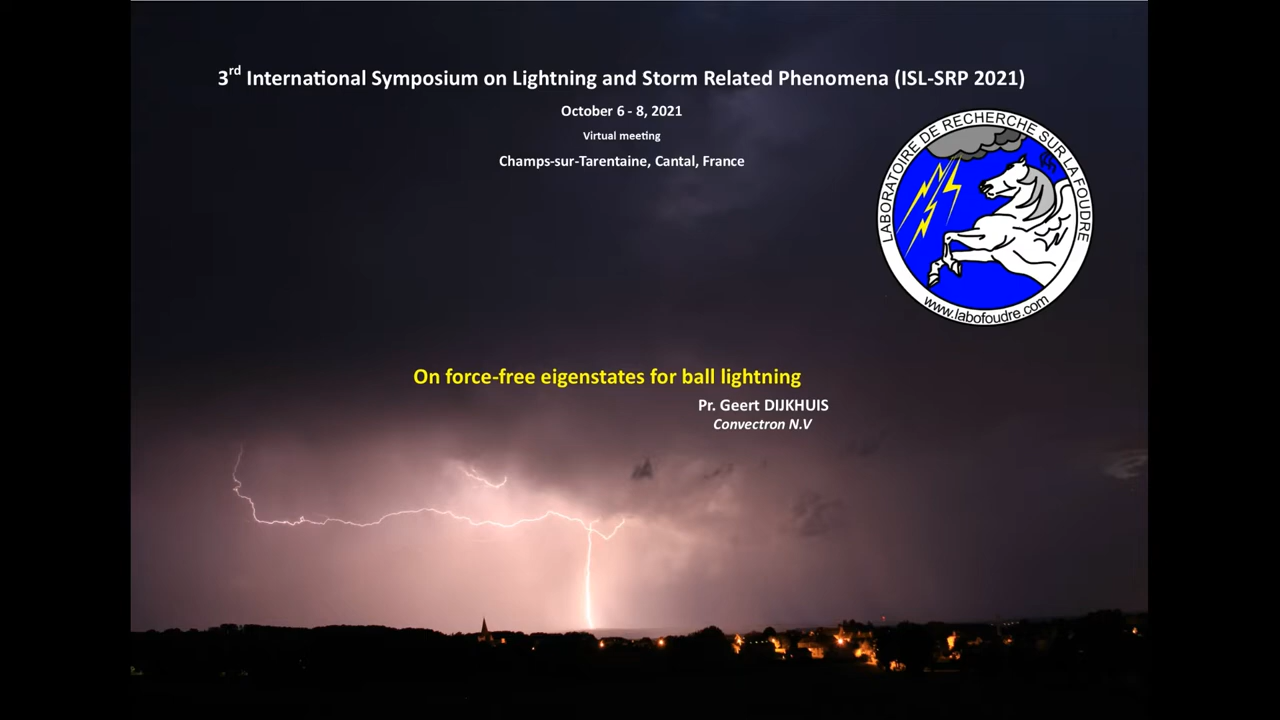 3rd International Symposium on Lightning and Storm Related Phenomena (ISL-SRP 2021)
October 6 - 8, 2021
Virtual meeting
Champs-sur-Tarentaine, Cantal, France
LABORATOIRE DE RECHERCHE SUR LA FOUDRE
www.labofoudre.com
On force-free eigenstates for ball lightning
Pr. Geert DIJKHUIS
Convectron N.V